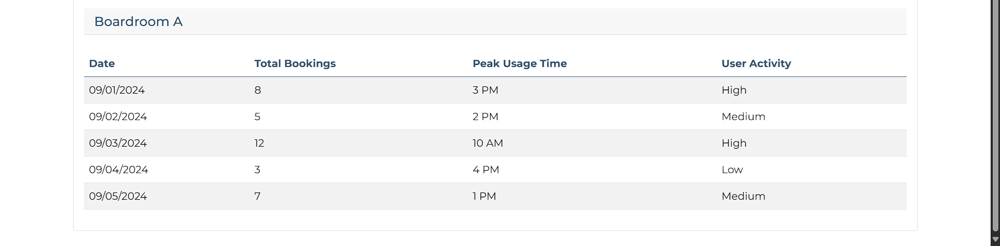 Boardroom A
Date Total Bookings Peak Usage Time User Activity
09/01/2024 8 3 PM High
09/02/2024 5 2 PM Medium
09/03/2024 12 10 AM High
09/04/2024 3 4 PM Low
09/05/2024 7 1 PM Medium